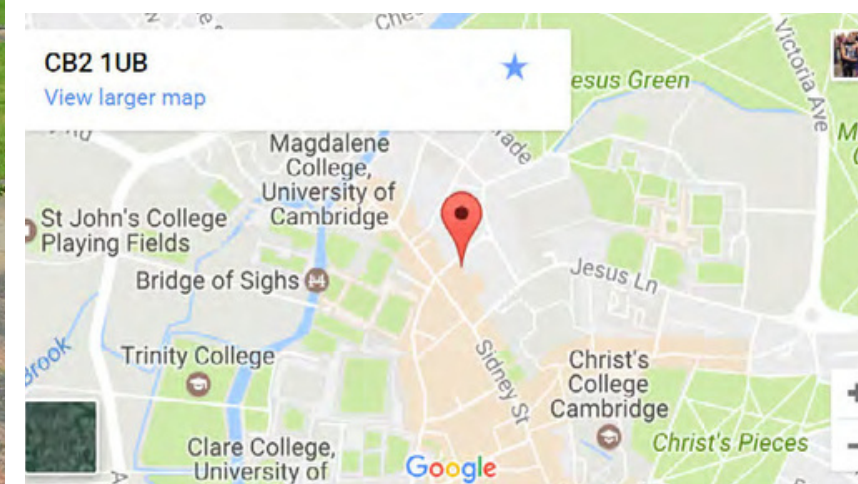 CB2 1UB
View larger map
esus Green
Victoria Ave
rade
Magdalene
College,
University of
Cambridge
St John's College
Playing Fields
Bridge of Sighs
Jesus Ln
Brook
Trinity College
Sidney St
Christ's
College
Cambridge
Christ's Pieces
Clare College,
University of
Google
+
−